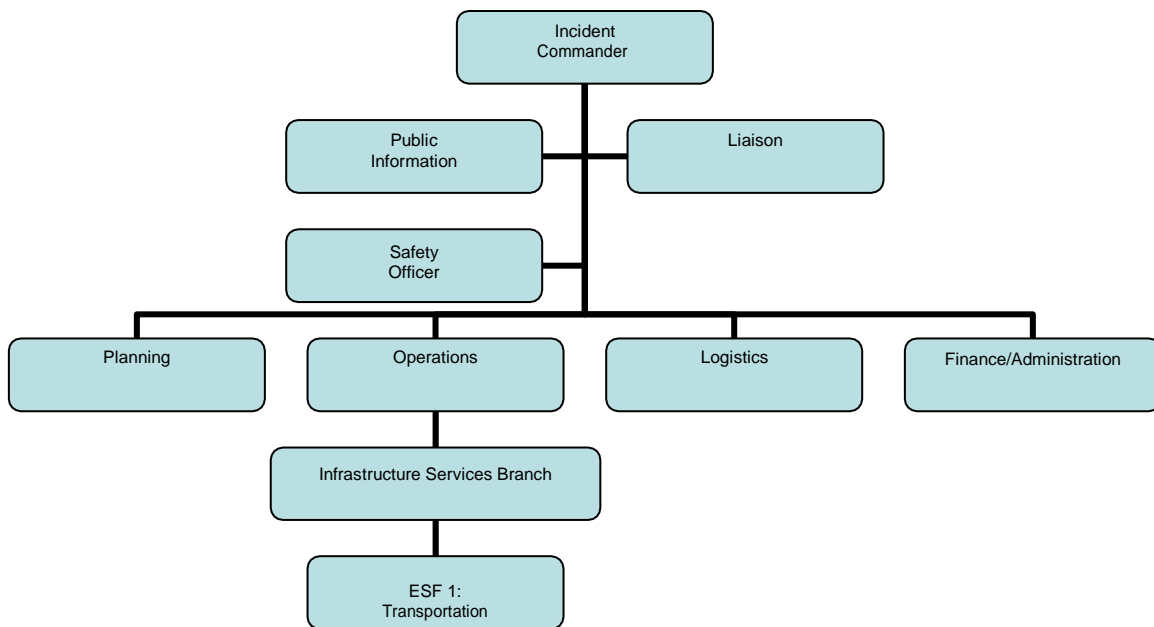 Incident
Commander
Public
Information
Liaison
Safety
Officer
Planning
Operations
Logistics
Finance/Administration
Infrastructure Services Branch
ESF 1:
Transportation